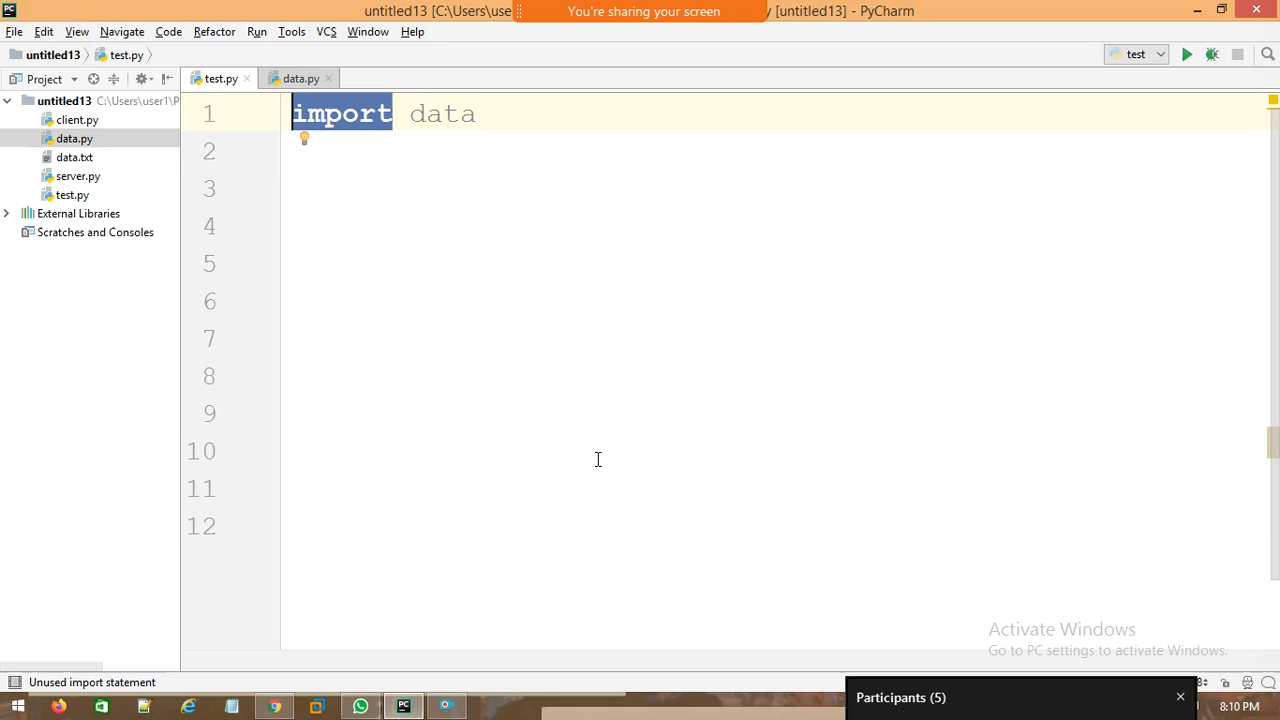 untitled13 [C:\Users\use
You're sharing your screen
y [untitled13] - PyCharm
File Edit View Navigate Code Refactor Run Tools VCS Window Help
untitled13 test.py
test
Project
test.py
data.py
untitled13 C:\Users\user1\P
client.py
data.py
data.txt
server.py
test.py
External Libraries
Scratches and Consoles
1 import data
2
3
4
5
6
7
8
9
10
11
12
Activate Windows
Go to PC settings to activate Windows.
Unused import statement
Participants (5)
8:10 PM